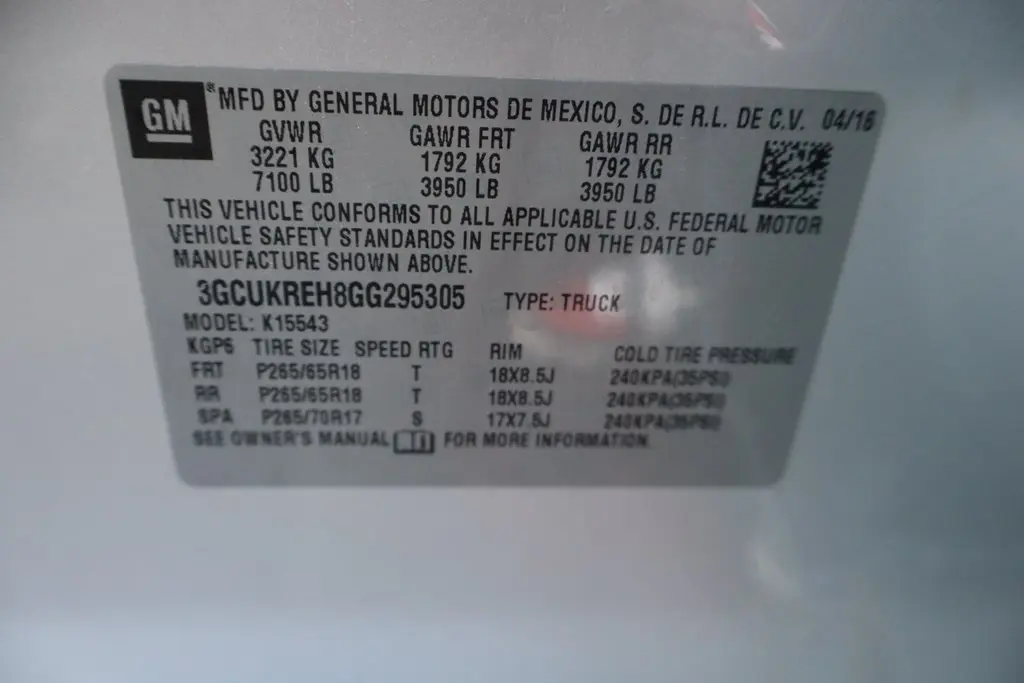 GM ® MFD BY GENERAL MOTORS DE MEXICO, S. DE R.L. DE C.V. 04/16
GVWR GAWR FRT GAWR RR
3221 KG 1792 KG 1792 KG
7100 LB 3950 LB 3950 LB
THIS VEHICLE CONFORMS TO ALL APPLICABLE U.S. FEDERAL MOTOR
VEHICLE SAFETY STANDARDS IN EFFECT ON THE DATE OF
MANUFACTURE SHOWN ABOVE.
3GCUKREH8GG295305 TYPE: TRUCK
MODEL: K15543
KGP6 TIRE SIZE SPEED RTG RIM COLD TIRE PRESSURE
FRT P265/65R18 T 18X8.5J 240KPA(35PSI)
RR P265/65R18 T 18X8.5J 240KPA(35PSI)
SPA P265/70R17 S 17X7.5J 240KPA(35PSI)
SEE OWNER'S MANUAL FOR MORE INFORMATION.